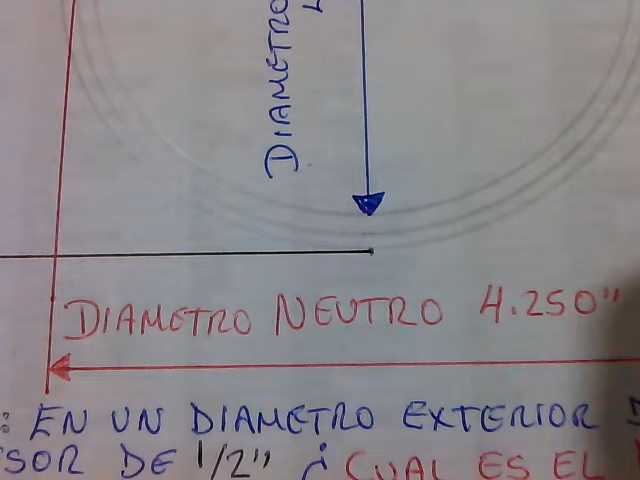 DIAMETRO
DIAMETRO NEUTRO 4.250"
: EN UN DIAMETRO EXTERIOR
SOR DE 1/2" ¿CUAL ES EL